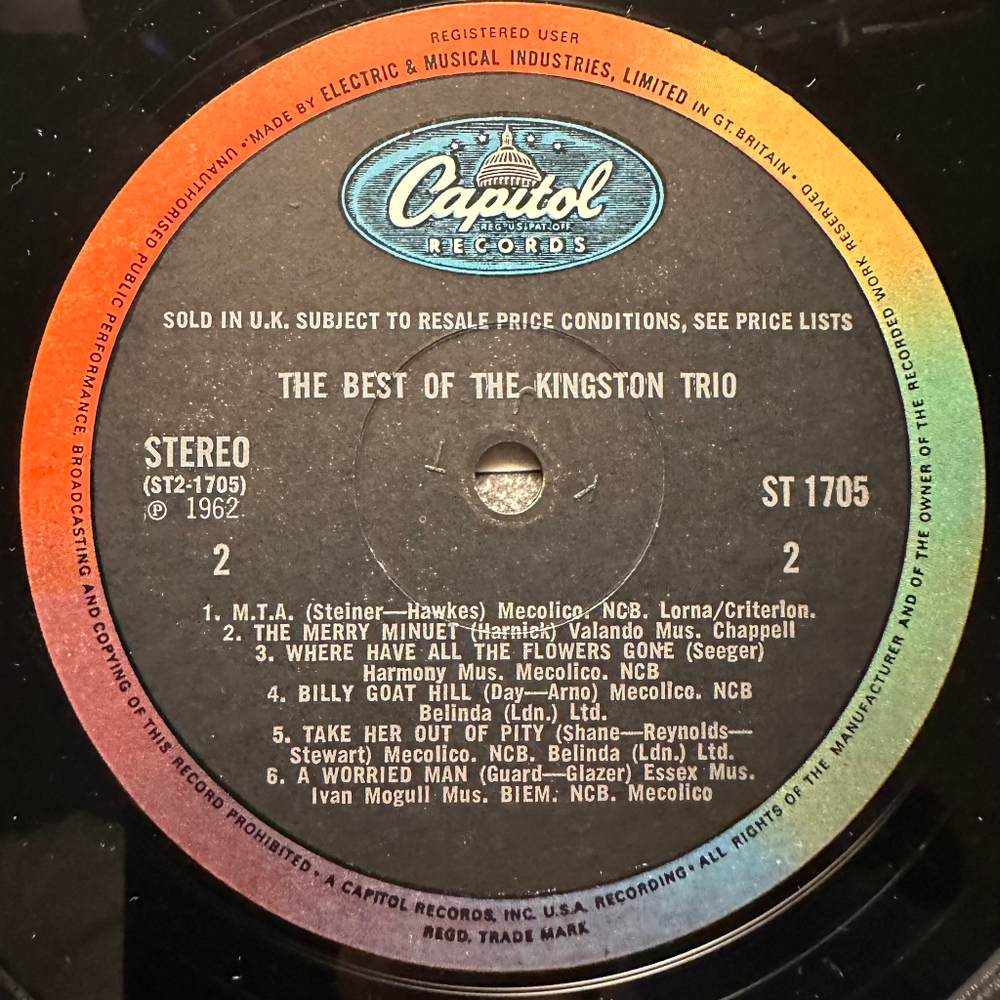 REGISTERED USER
•MADE BY ELECTRIC & MUSICAL INDUSTRIES, LIMITED IN GT. BRITAIN •
Capitol
REG. U.S. PAT. OFF.
RECORDS
SOLD IN U.K. SUBJECT TO RESALE PRICE CONDITIONS, SEE PRICE LISTS
THE BEST OF THE KINGSTON TRIO
STEREO
(ST2-1705)
℗ 1962
ST 1705
2
2
1. M.T.A. (Steiner—Hawkes) Mecolico. NCB. Lorna/Criterion.
2. THE MERRY MINUET (Harnick) Valando Mus. Chappell
3. WHERE HAVE ALL THE FLOWERS GONE (Seeger)
Harmony Mus. Mecolico. NCB
4. BILLY GOAT HILL (Day—Arno) Mecolico. NCB
Belinda (Ldn.) Ltd.
5. TAKE HER OUT OF PITY (Shane—Reynolds—
Stewart) Mecolico. NCB. Belinda (Ldn.) Ltd.
6. A WORRIED MAN (Guard—Glazer) Essex Mus.
Ivan Mogull Mus. BIEM. NCB. Mecolico
UNAUTHORISED PUBLIC PERFORMANCE, BROADCASTING AND COPYING OF THIS RECORD PROHIBITED •
A CAPITOL RECORDS, INC. U.S.A. RECORDING •
ALL RIGHTS OF THE MANUFACTURER AND OF THE OWNER OF THE RECORDED WORK RESERVED
REGD. TRADE MARK